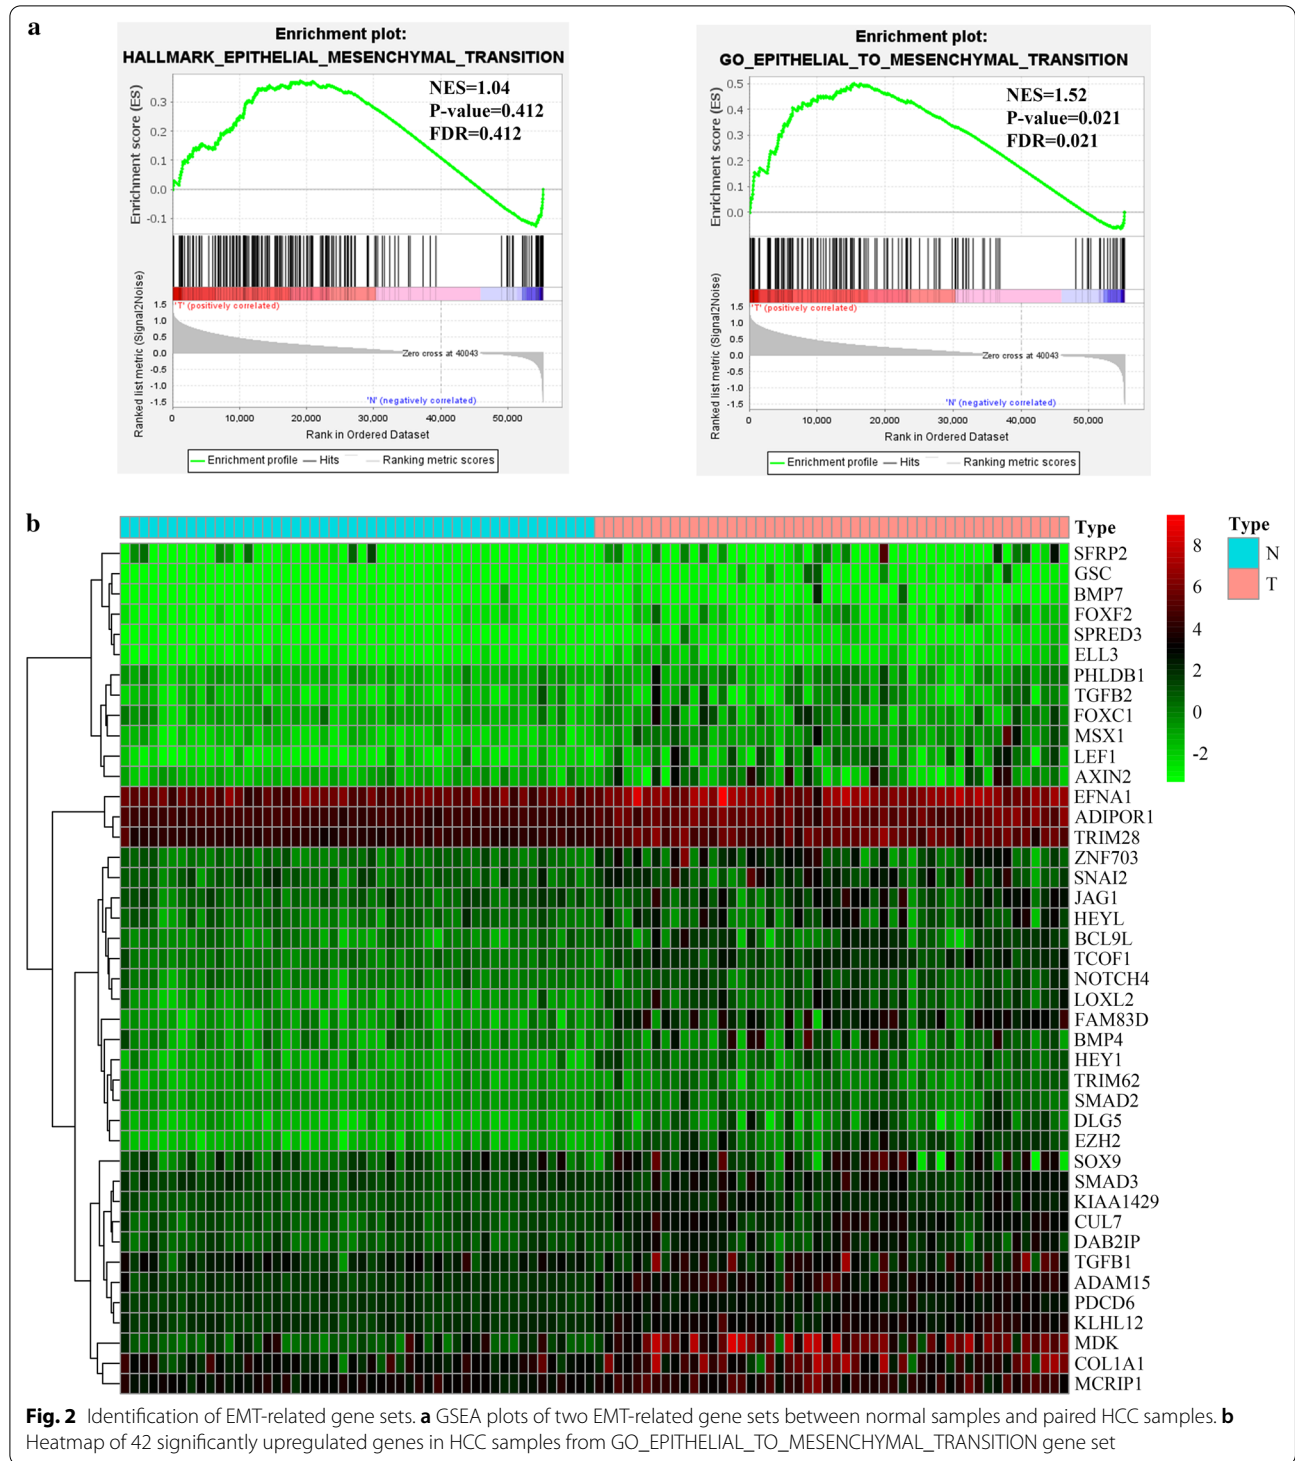 a
Enrichment plot:
HALLMARK_EPITHELIAL_MESENCHYMAL_TRANSITION
NES=1.04
P-value=0.412
FDR=0.412
Enrichment score (ES)
0.3
0.2
0.1
0.0
-0.1
Ranked list metric (Signal2Noise)
1.5
1.0
0.5
0.0
-0.5
-1.0
-1.5
'T' (positively correlated)
Zero cross at 40043
'N' (negatively correlated)
0 10,000 20,000 30,000 40,000 50,000
Rank in Ordered Dataset
Enrichment profile Hits Ranking metric scores
Enrichment plot:
GO_EPITHELIAL_TO_MESENCHYMAL_TRANSITION
NES=1.52
P-value=0.021
FDR=0.021
Enrichment score (ES)
0.5
0.4
0.3
0.2
0.1
0.0
Ranked list metric (Signal2Noise)
1.5
1.0
0.5
0.0
-0.5
-1.0
-1.5
'T' (positively correlated)
Zero cross at 40043
'N' (negatively correlated)
0 10,000 20,000 30,000 40,000 50,000
Rank in Ordered Dataset
Enrichment profile Hits Ranking metric scores
b
Type
SFRP2
GSC
BMP7
FOXF2
SPRED3
ELL3
PHLDB1
TGFB2
FOXC1
MSX1
LEF1
AXIN2
EFNA1
ADIPOR1
TRIM28
ZNF703
SNAI2
JAG1
HEYL
BCL9L
TCOF1
NOTCH4
LOXL2
FAM83D
BMP4
HEY1
TRIM62
SMAD2
DLG5
EZH2
SOX9
SMAD3
KIAA1429
CUL7
DAB2IP
TGFB1
ADAM15
PDCD6
KLHL12
MDK
COL1A1
MCRIP1
8
6
4
2
0
-2
Type
N
T
Fig. 2 Identification of EMT-related gene sets. a GSEA plots of two EMT-related gene sets between normal samples and paired HCC samples. b
Heatmap of 42 significantly upregulated genes in HCC samples from GO_EPITHELIAL_TO_MESENCHYMAL_TRANSITION gene set